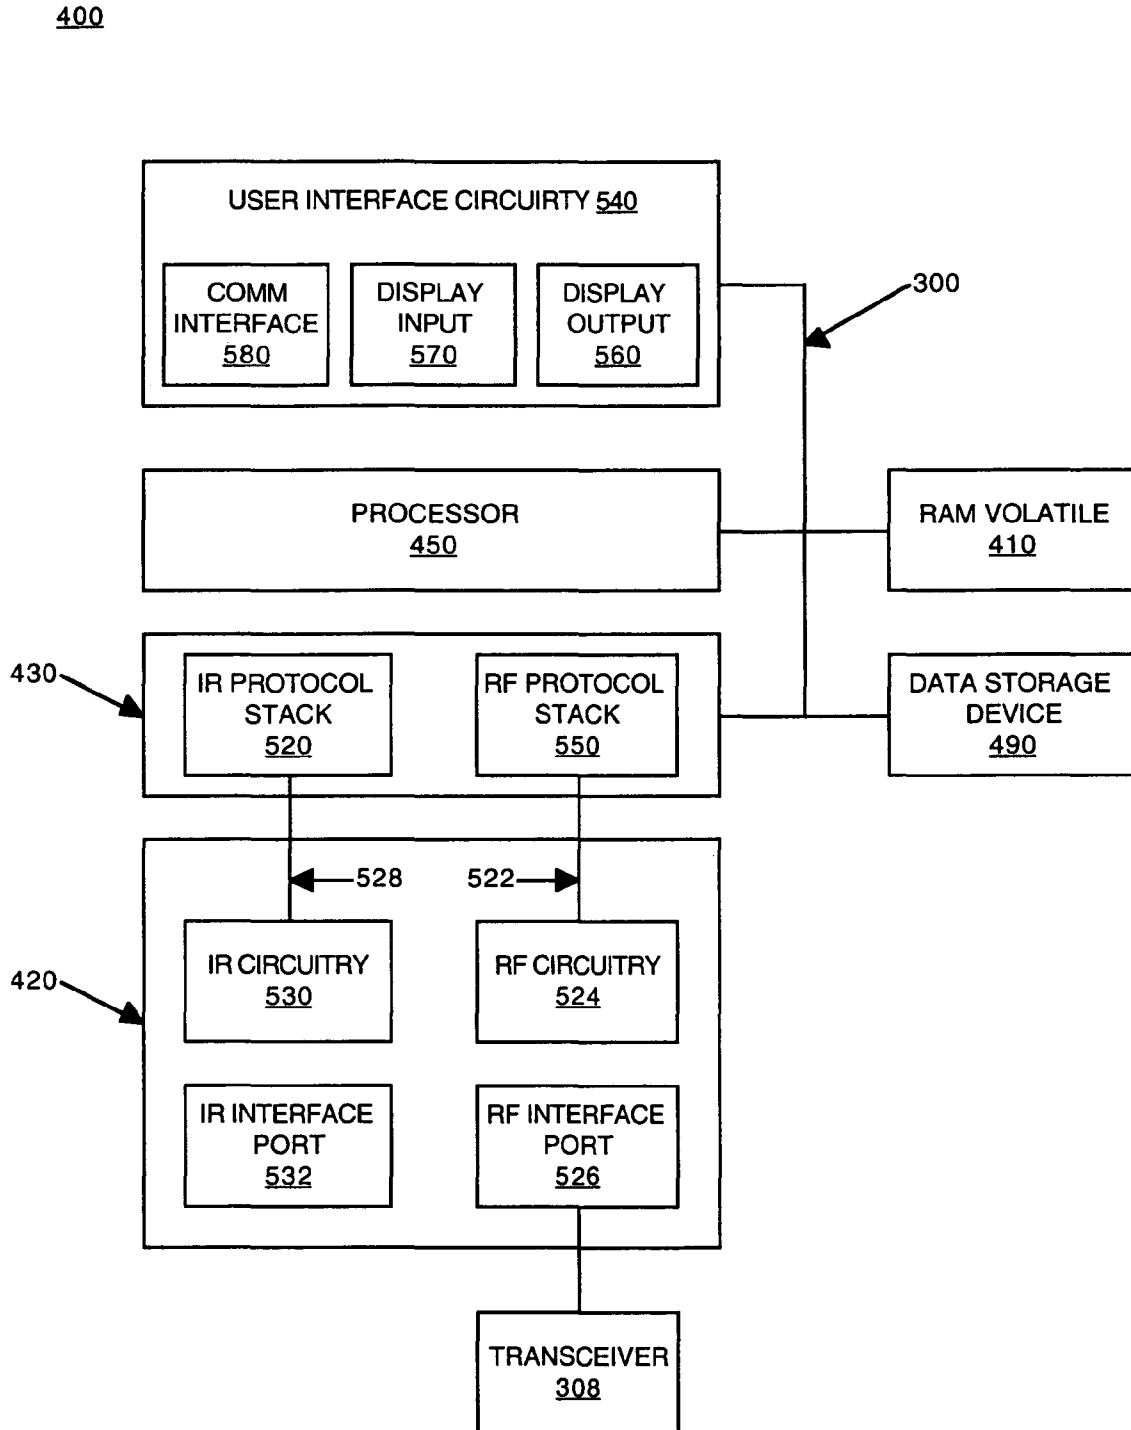 400
USER INTERFACE CIRCUIRTY 540
COMM
INTERFACE
580
DISPLAY
INPUT
570
DISPLAY
OUTPUT
560
300
PROCESSOR
450
RAM VOLATILE
410
430
IR PROTOCOL
STACK
520
RF PROTOCOL
STACK
550
DATA STORAGE
DEVICE
490
528
522
420
IR CIRCUITRY
530
RF CIRCUITRY
524
IR INTERFACE
PORT
532
RF INTERFACE
PORT
526
TRANSCEIVER
308